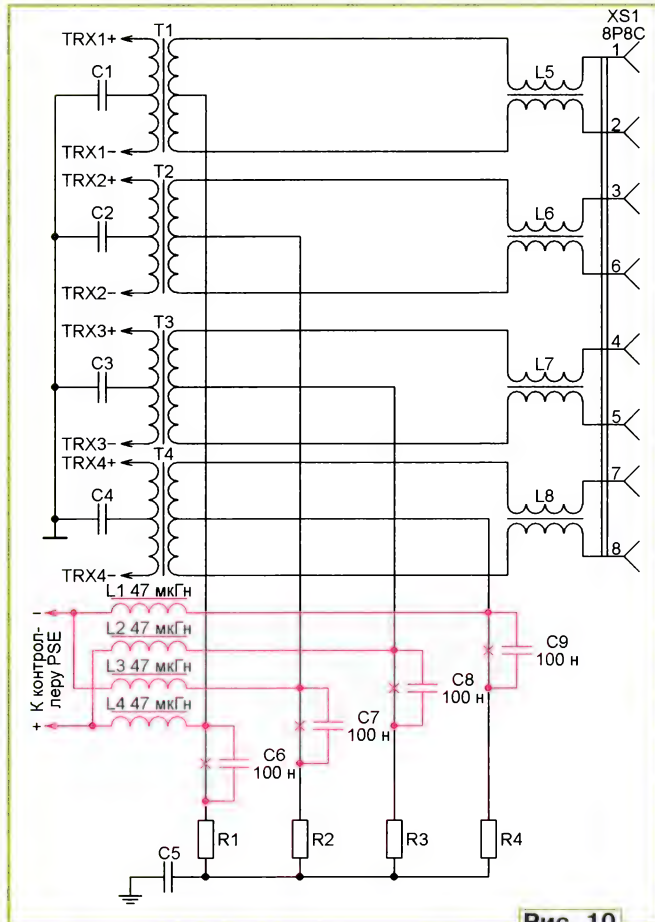 XS1
8P8C
TRX1+
T1
1
C1
L5
2
TRX1−
TRX2+
T2
3
C2
L6
6
TRX2−
TRX3+
T3
4
C3
L7
5
TRX3−
TRX4+
T4
7
C4
L8
8
TRX4−
L1 47 мкГн
L2 47 мкГн
L3 47 мкГн
L4 47 мкГн
−
К контрол-
леру PSE
+
C9
100 н
C8
100 н
C7
100 н
C6
100 н
R1
R2
R3
R4
C5
Рис. 10